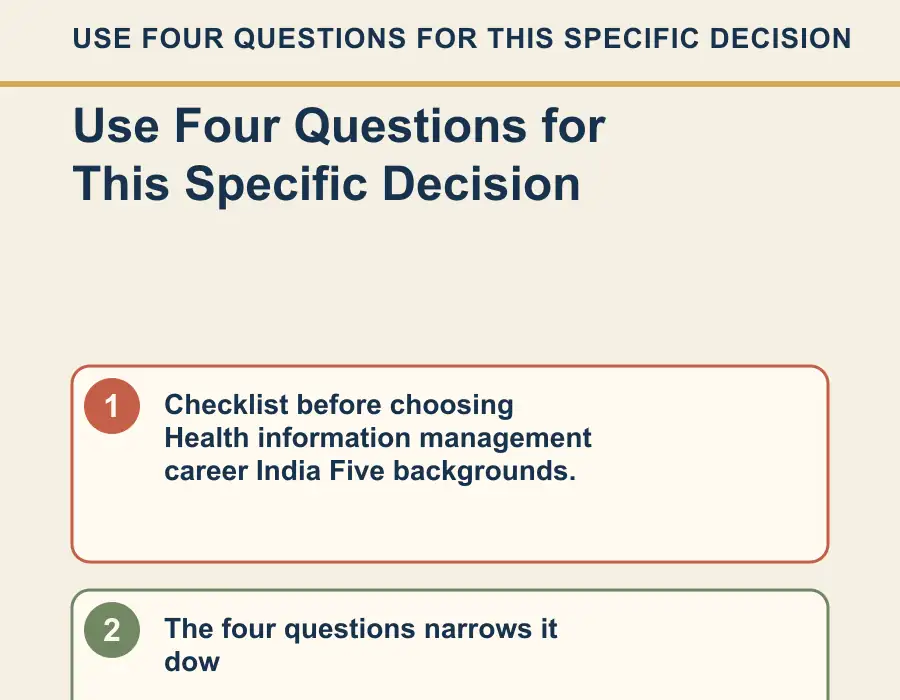 USE FOUR QUESTIONS FOR THIS SPECIFIC DECISION
Use Four Questions for
This Specific Decision
1
Checklist before choosing
Health information management
career India Five backgrounds.
2
The four questions narrows it
dow